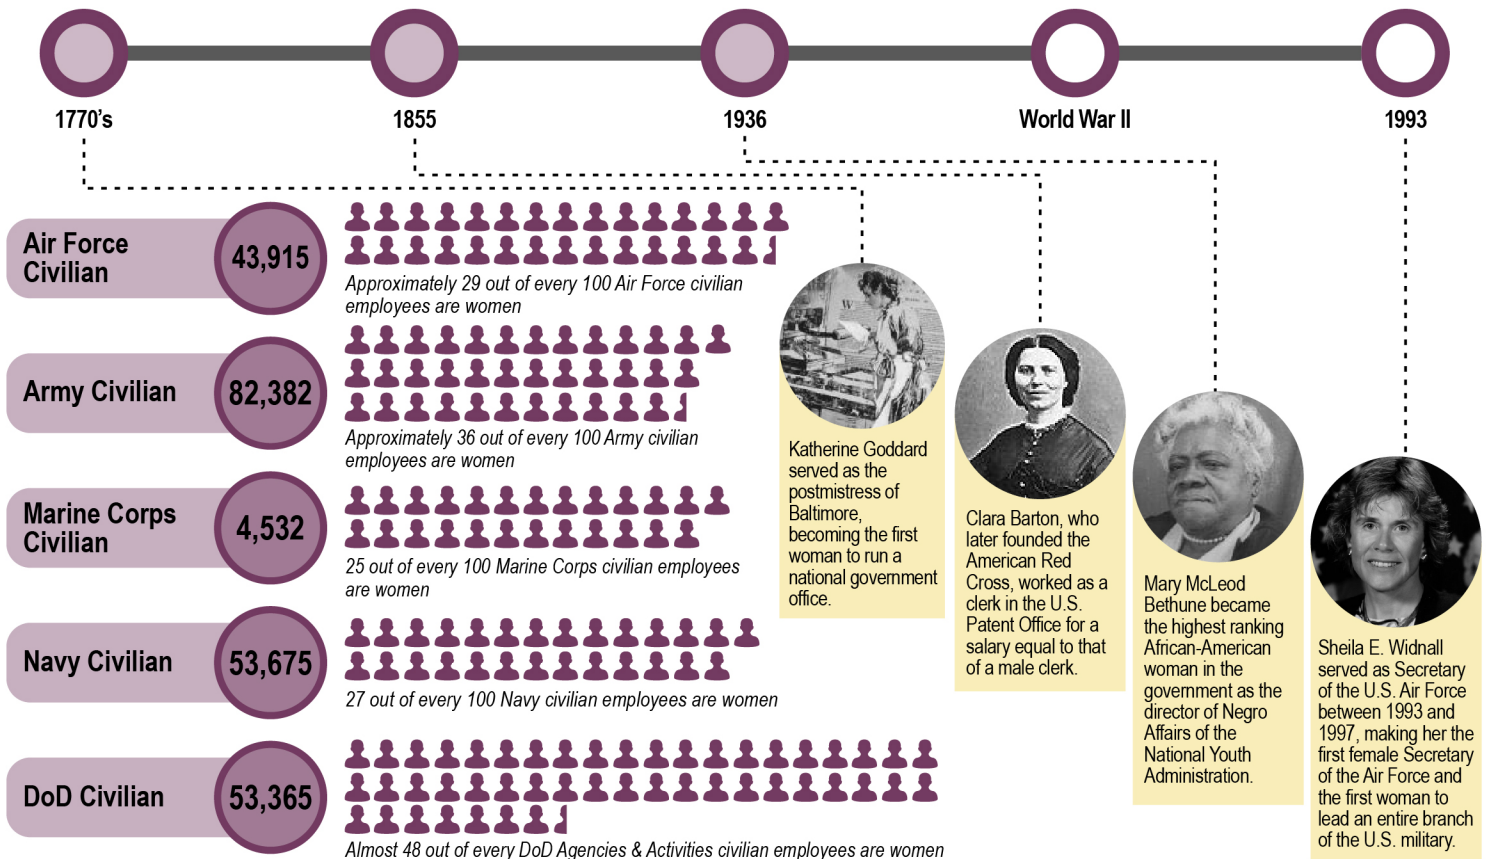 1770's
1855
1936
World War II
1993
Air Force
Civilian
43,915
Approximately 29 out of every 100 Air Force civilian
employees are women
Army Civilian
82,382
Approximately 36 out of every 100 Army civilian
employees are women
Marine Corps
Civilian
4,532
25 out of every 100 Marine Corps civilian employees
are women
Navy Civilian
53,675
27 out of every 100 Navy civilian employees are women
DoD Civilian
53,365
Almost 48 out of every DoD Agencies & Activities civilian employees are women
Katherine Goddard
served as the
postmistress of
Baltimore,
becoming the first
woman to run a
national government
office.
Clara Barton, who
later founded the
American Red
Cross, worked as a
clerk in the U.S.
Patent Office for a
salary equal to that
of a male clerk.
Mary McLeod
Bethune became
the highest ranking
African-American
woman in the
government as the
director of Negro
Affairs of the
National Youth
Administration.
Sheila E. Widnall
served as Secretary
of the U.S. Air Force
between 1993 and
1997, making her the
first female Secretary
of the Air Force and
the first woman to
lead an entire branch
of the U.S. military.